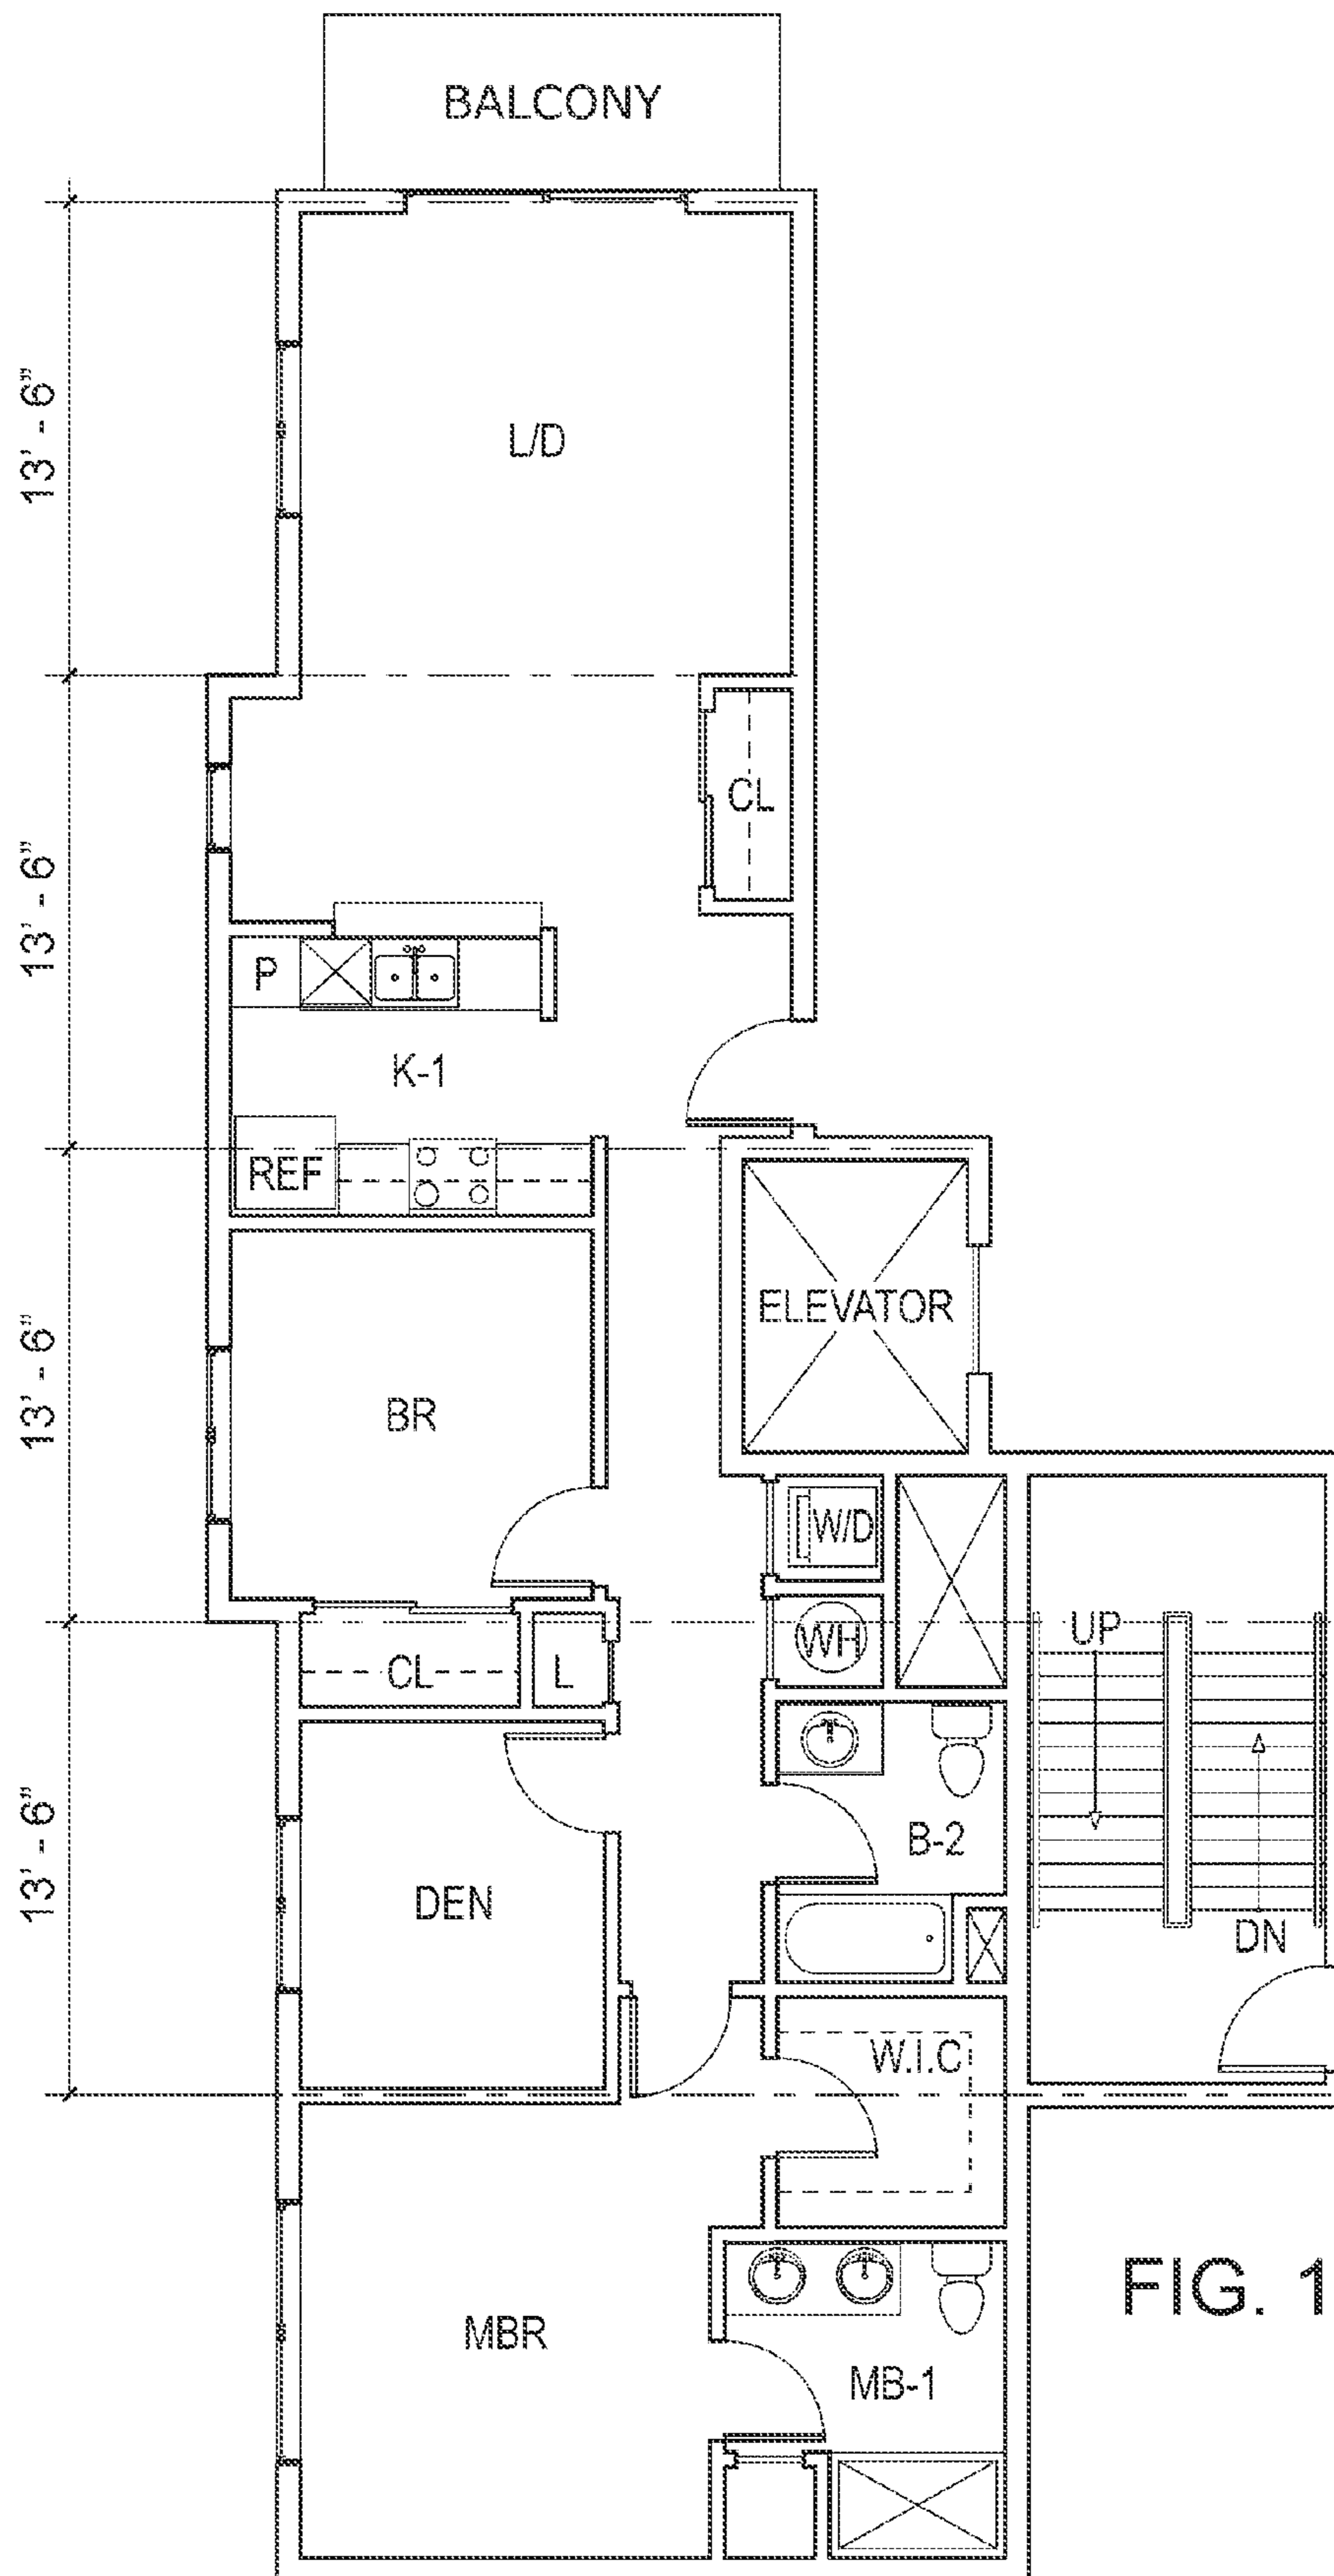 BALCONY
13' - 6"
L/D
13' - 6"
CL
P
K-1
REF
13' - 6"
ELEVATOR
BR
W/D
UP
WH
CL
L
13' - 6"
B-2
DEN
DN
W.I.C
FIG. 1
MBR
MB-1